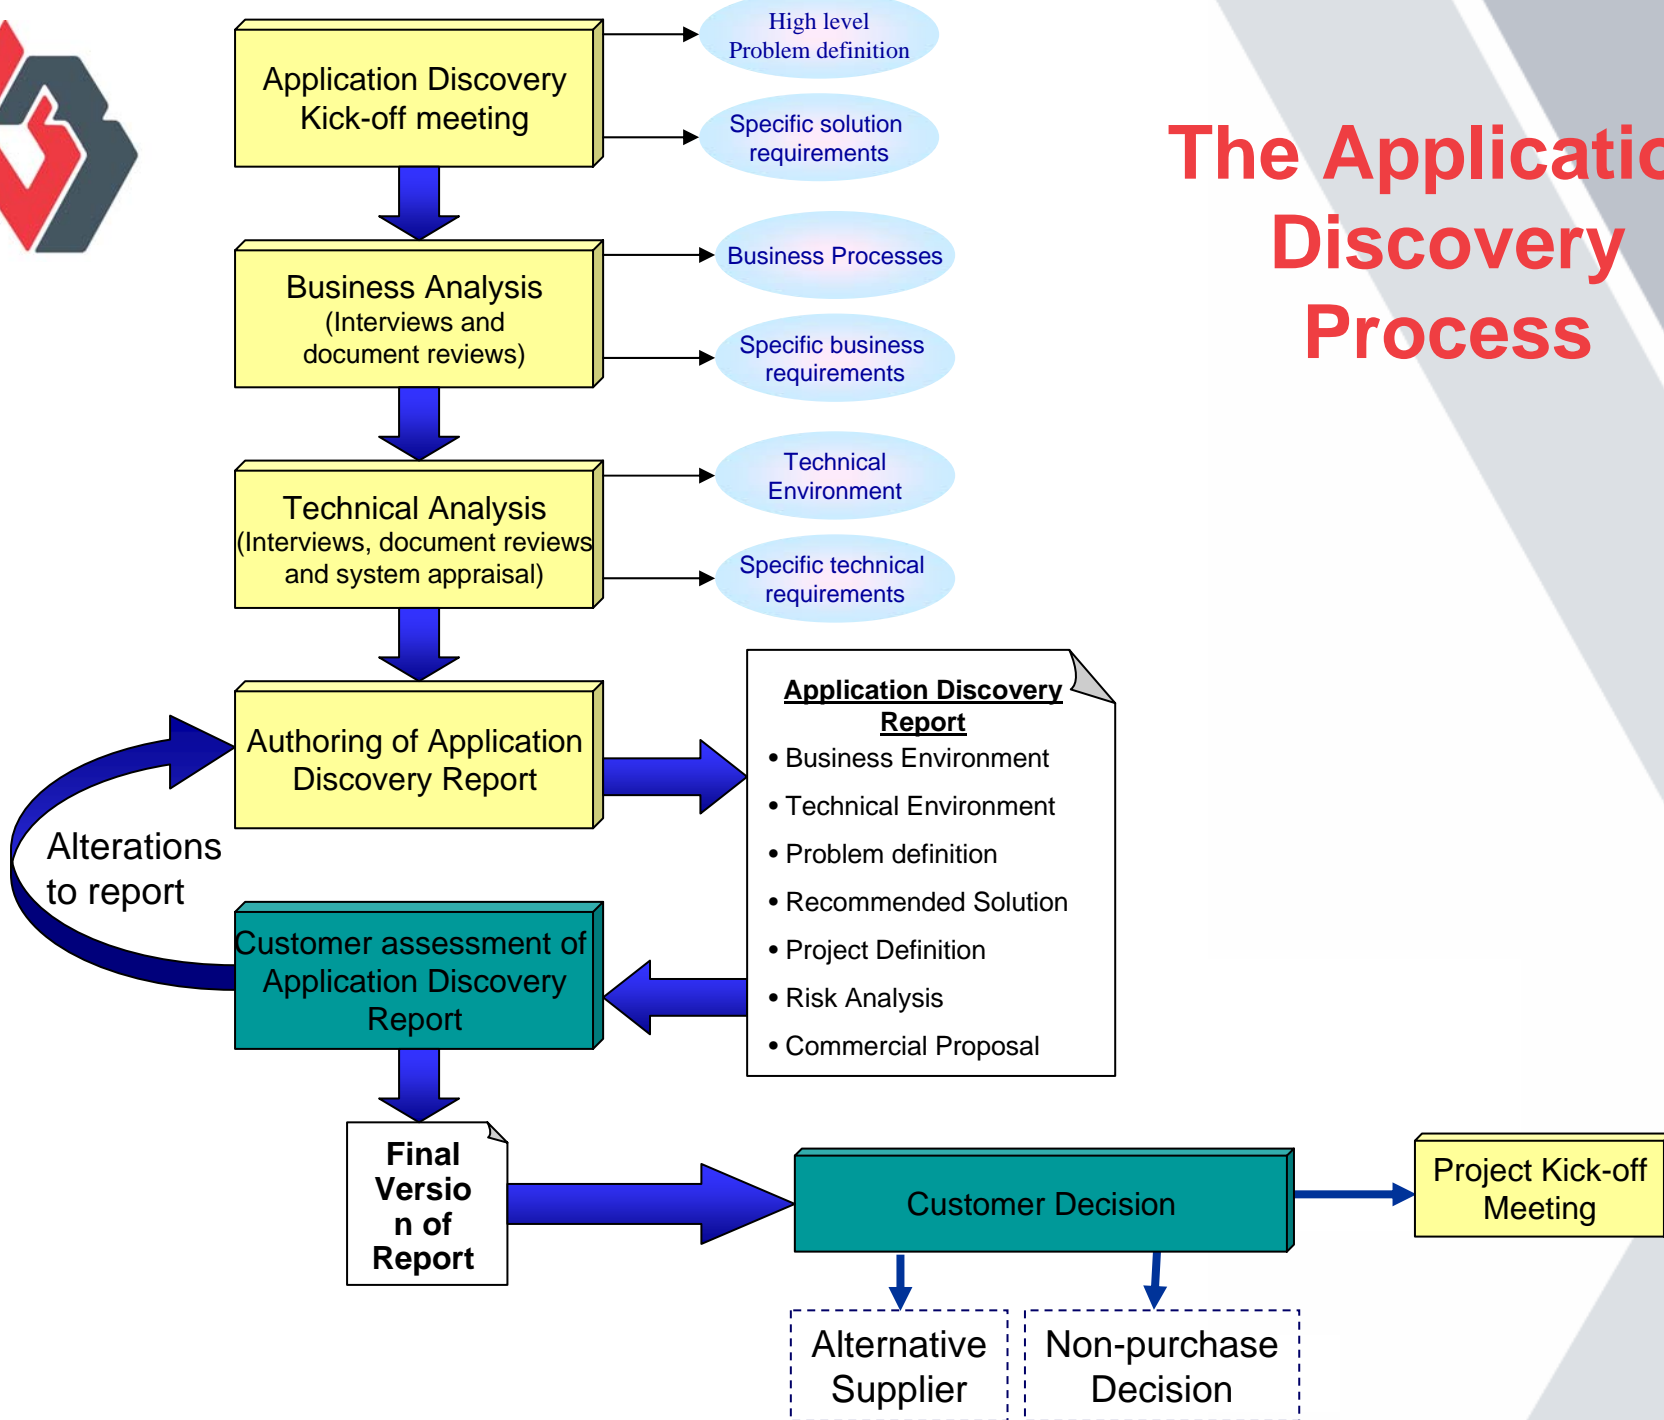 High level
Problem definition
Application Discovery
Kick-off meeting
Specific solution
requirements
The Applicatio
Discovery
Process
Business Analysis
(Interviews and
document reviews)
Business Processes
Specific business
requirements
Technical Analysis
(Interviews, document reviews
and system appraisal)
Technical
Environment
Specific technical
requirements
Authoring of Application
Discovery Report
Application Discovery
Report
• Business Environment
• Technical Environment
• Problem definition
• Recommended Solution
• Project Definition
• Risk Analysis
• Commercial Proposal
Alterations
to report
Customer assessment of
Application Discovery
Report
Final
Versio
n of
Report
Customer Decision
Project Kick-off
Meeting
Alternative
Supplier
Non-purchase
Decision